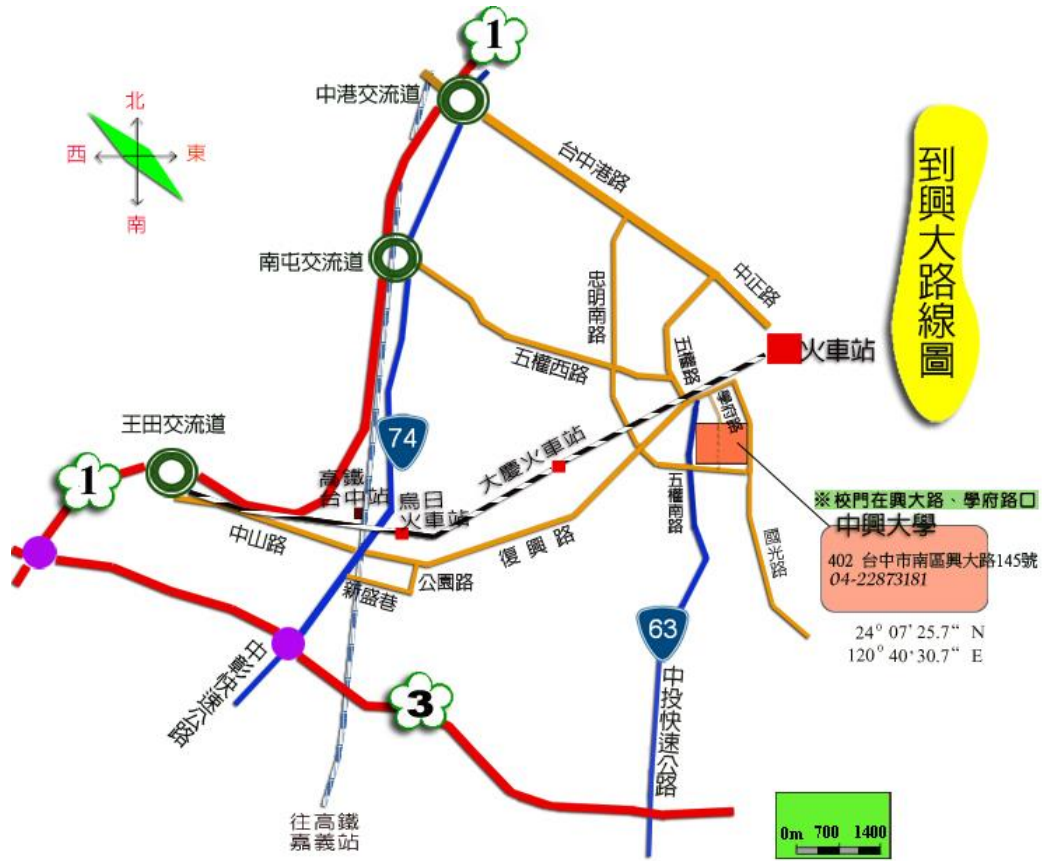 1
中港交流道
北
西 東
南
台中港路
到興大路線圖
南屯交流道
忠明南路
中正路
五權西路
五權路
火車站
學府路
王田交流道
74
1
高鐵
台中站
烏日
火車站
大慶火車站
五權南路
※校門在興大路、學府路口
中興大學
402 台中市南區興大路145號
04-22873181
中山路
復興路
國光路
新盛巷
公園路
24° 07' 25.7" N
120° 40' 30.7" E
63
中彰快速公路
3
中投快速公路
往高鐵
嘉義站
0m 700 1400